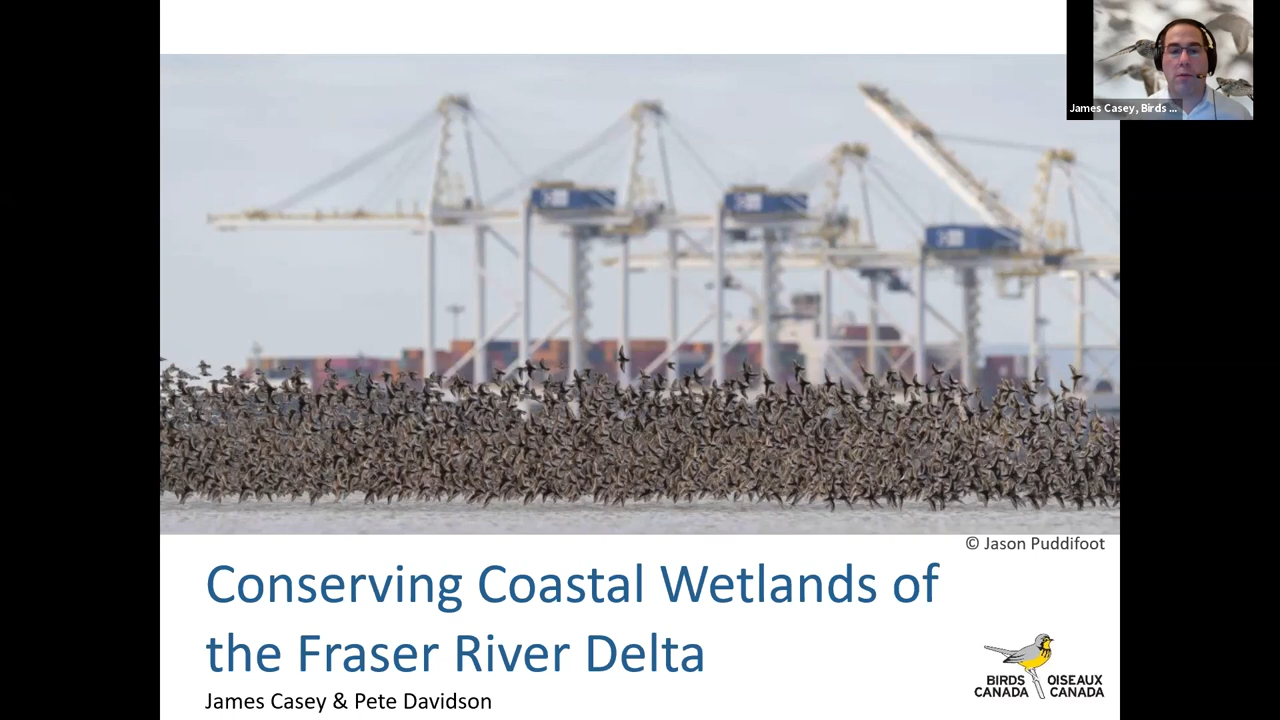 James Casey, Birds ...
© Jason Puddifoot
Conserving Coastal Wetlands of
the Fraser River Delta
James Casey & Pete Davidson
BIRDS OISEAUX
CANADA CANADA